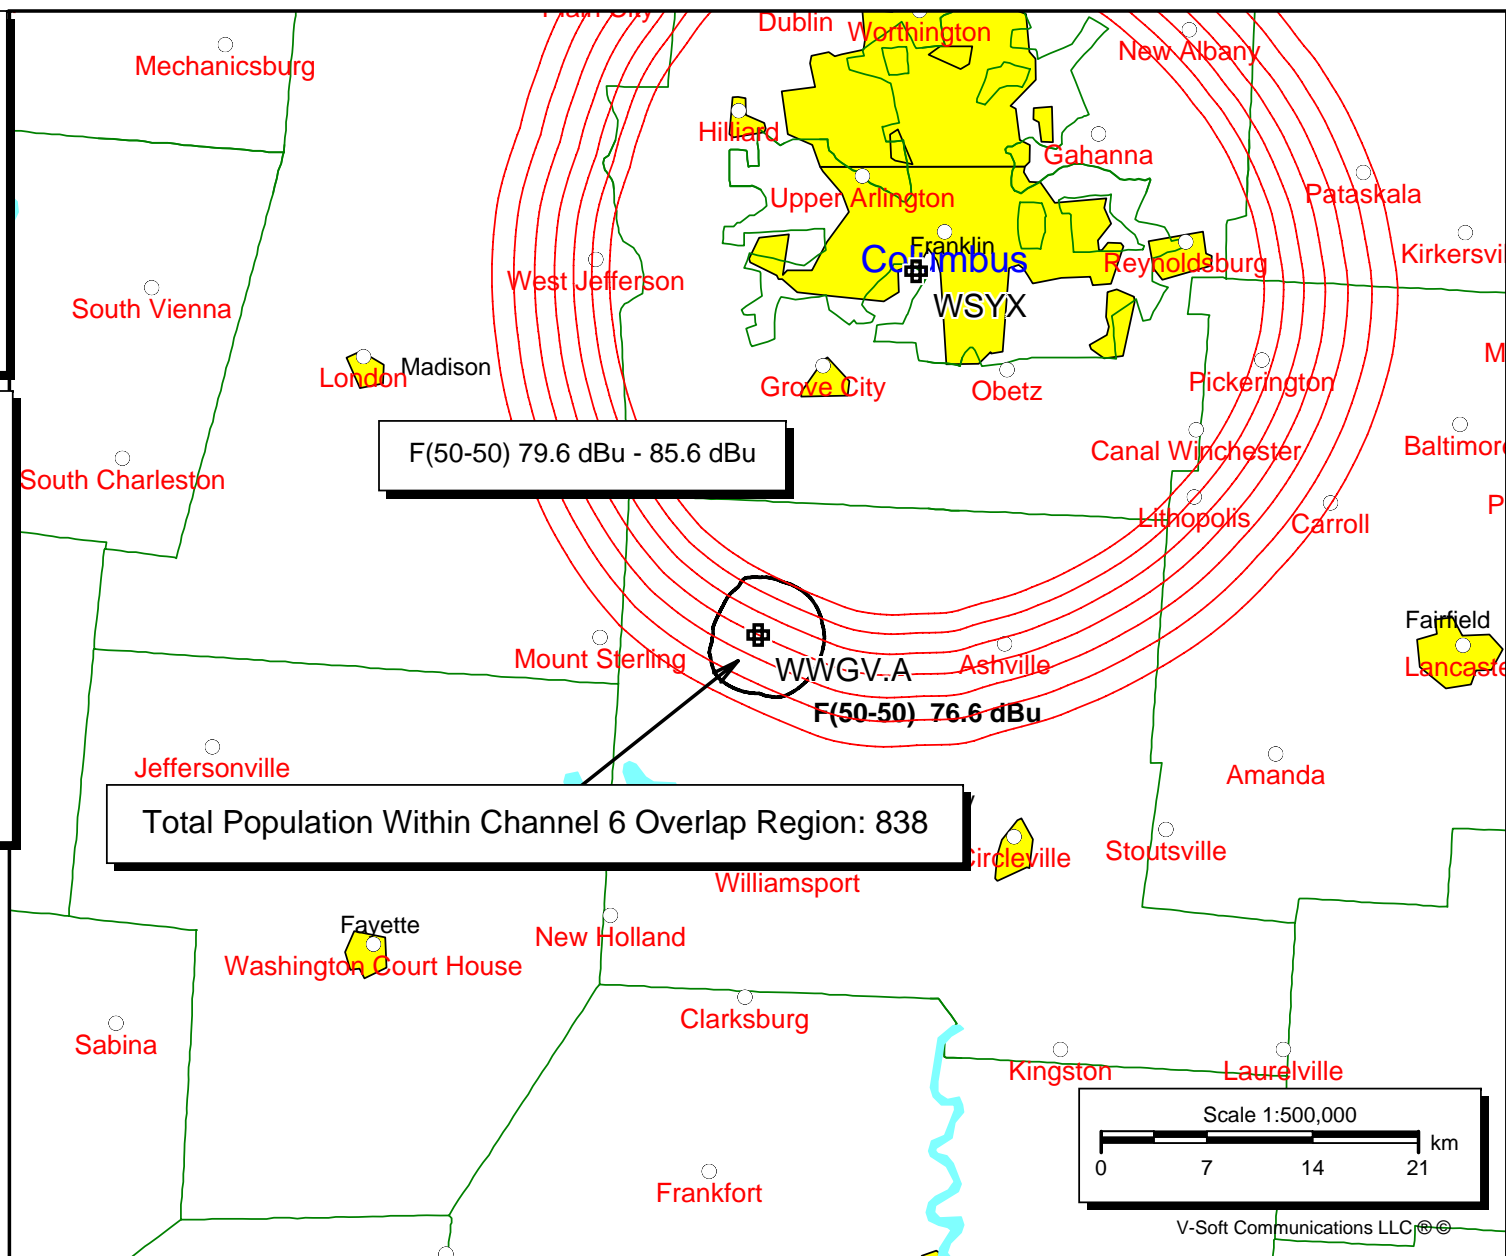 Plain City
Dublin
Worthington
New Albany
Mechanicsburg
Hilliard
Gahanna
Upper Arlington
Pataskala
Franklin
Columbus
Kirkersvi
West Jefferson
Reynoldsburg
South Vienna
WSYX
M
Madison
London
Grove City
Obetz
Pickerington
F(50-50) 79.6 dBu - 85.6 dBu
Canal Winchester
Baltimor
South Charleston
Lithopolis
Carroll
P
Fairfield
Mount Sterling
WWGV.A
Ashville
Lancaste
F(50-50) 76.6 dBu
Jeffersonville
Amanda
Total Population Within Channel 6 Overlap Region: 838
Circleville
Stoutsville
Williamsport
Fayette
New Holland
Washington Court House
Clarksburg
Sabina
Kingston
Laurelville
Scale 1:500,000
km
0 7 14 21
Frankfort
V-Soft Communications LLC ® ©